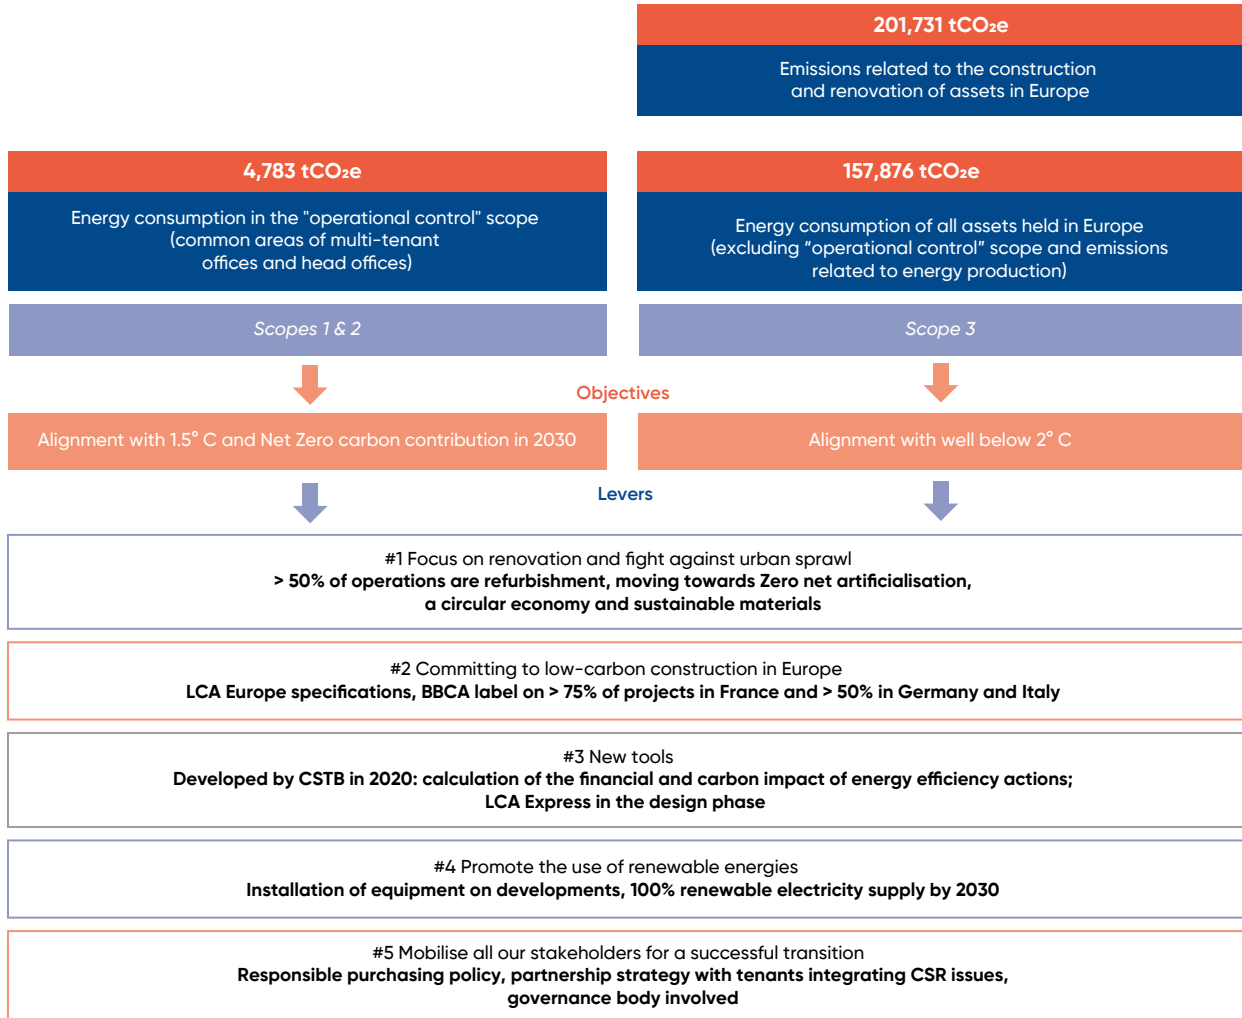 201,731 tCO₂e
Emissions related to the construction
and renovation of assets in Europe
4,783 tCO₂e
Energy consumption in the "operational control" scope
(common areas of multi-tenant
offices and head offices)
157,876 tCO₂e
Energy consumption of all assets held in Europe
(excluding “operational control” scope and emissions
related to energy production)
Scopes 1 & 2
Scope 3
Objectives
Alignment with 1.5° C and Net Zero carbon contribution in 2030
Alignment with well below 2° C
Levers
#1 Focus on renovation and fight against urban sprawl
> 50% of operations are refurbishment, moving towards Zero net artificialisation,
a circular economy and sustainable materials
#2 Committing to low-carbon construction in Europe
LCA Europe specifications, BBCA label on > 75% of projects in France and > 50% in Germany and Italy
#3 New tools
Developed by CSTB in 2020: calculation of the financial and carbon impact of energy efficiency actions;
LCA Express in the design phase
#4 Promote the use of renewable energies
Installation of equipment on developments, 100% renewable electricity supply by 2030
#5 Mobilise all our stakeholders for a successful transition
Responsible purchasing policy, partnership strategy with tenants integrating CSR issues,
governance body involved